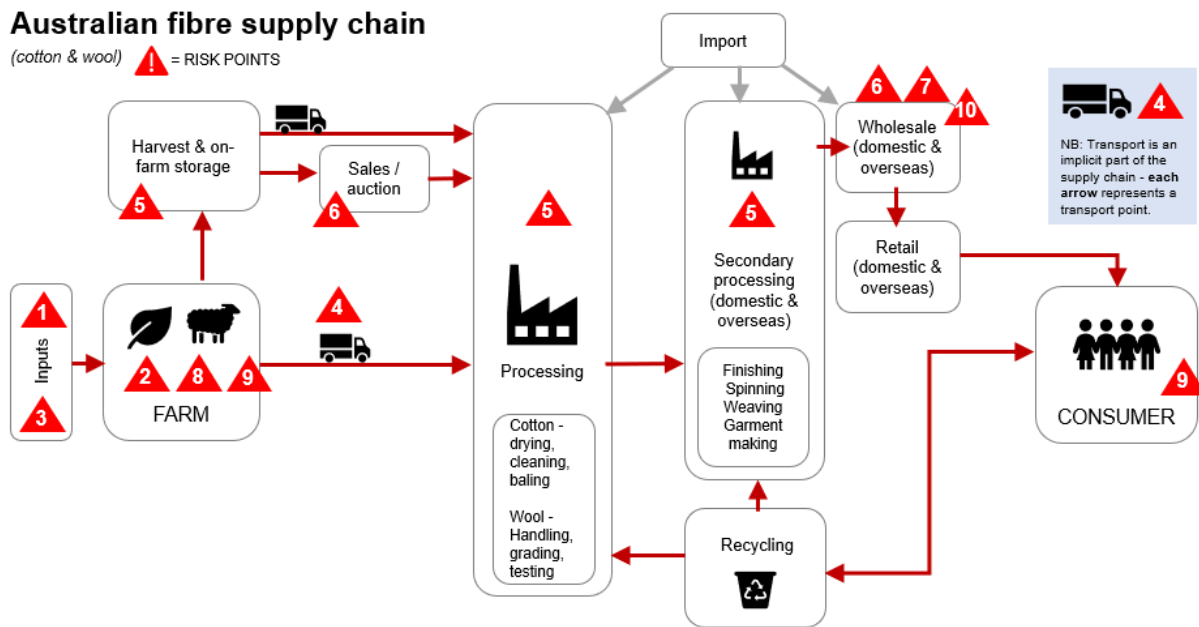 Australian fibre supply chain
(cotton & wool)
! = RISK POINTS
Import
6
7
10
4
NB: Transport is an
implicit part of the
supply chain - each
arrow represents a
transport point.
Harvest & on-
farm storage
5
Sales /
auction
6
5
Wholesale
(domestic &
overseas)
5
Secondary
processing
(domestic &
overseas)
Retail
(domestic &
overseas)
1
Inputs
3
2
8
9
FARM
4
Processing
Finishing
Spinning
Weaving
Garment
making
9
CONSUMER
Cotton -
drying,
cleaning,
baling
Wool -
Handling,
grading,
testing
Recycling